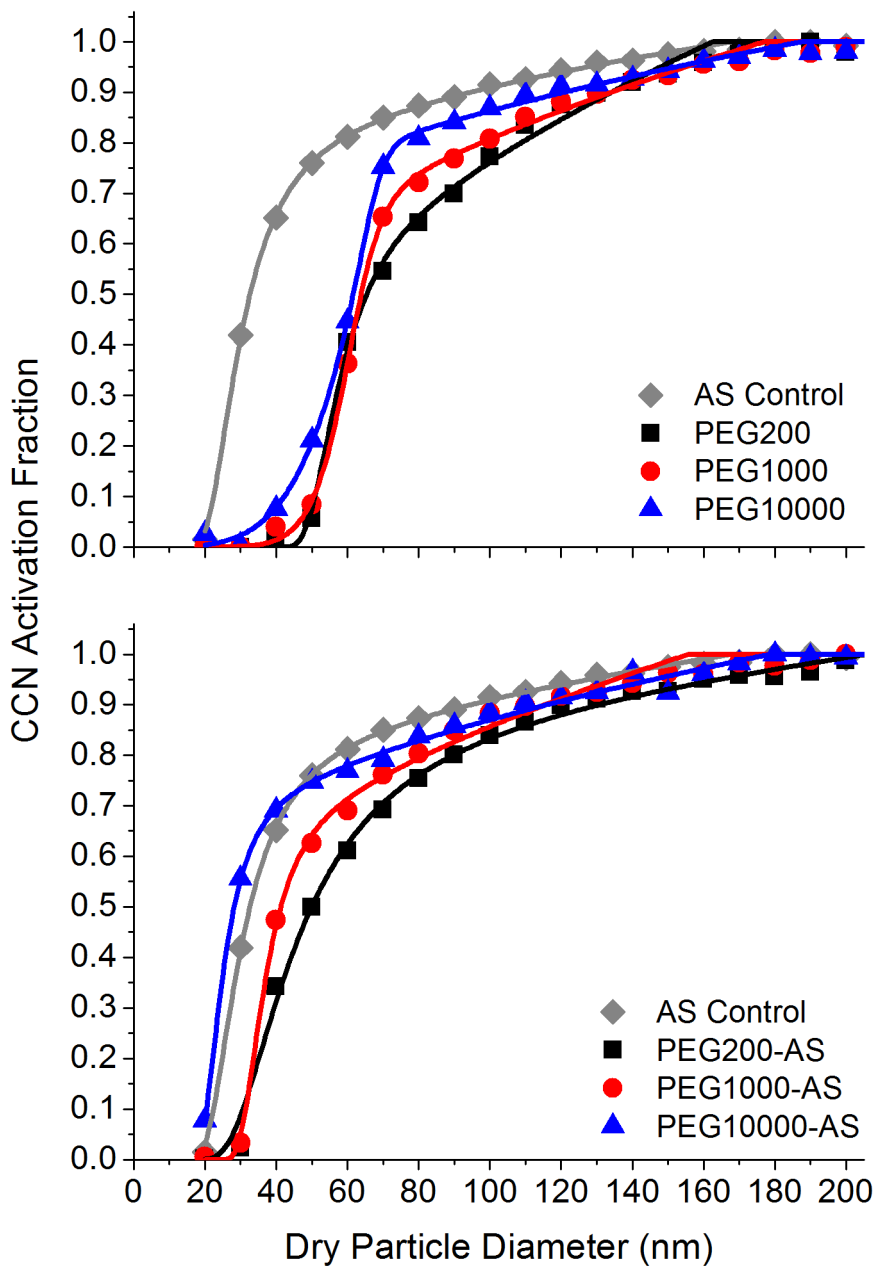 1.0
0.9
0.8
0.7
0.6
0.5
0.4
0.3
0.2
0.1
0.0
AS Control
PEG200
PEG1000
PEG10000
CCN Activation Fraction
1.0
0.9
0.8
0.7
0.6
0.5
0.4
0.3
0.2
0.1
0.0
AS Control
PEG200-AS
PEG1000-AS
PEG10000-AS
0 20 40 60 80 100 120 140 160 180 200
Dry Particle Diameter (nm)